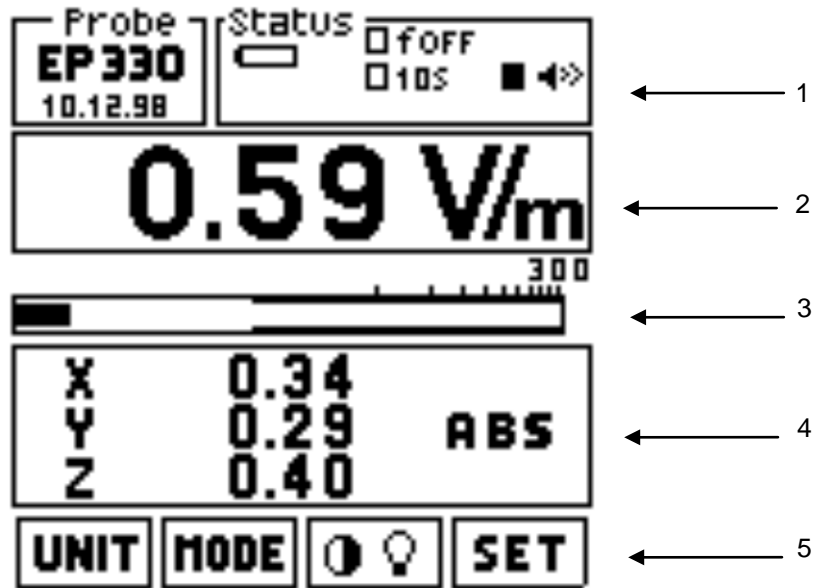 Probe Status
EP330 fOFF
10.12.98 10s
1
0.59 V/m
2
300
3
X 0.34
Y 0.29 ABS
Z 0.40
4
UNIT MODE SET
5